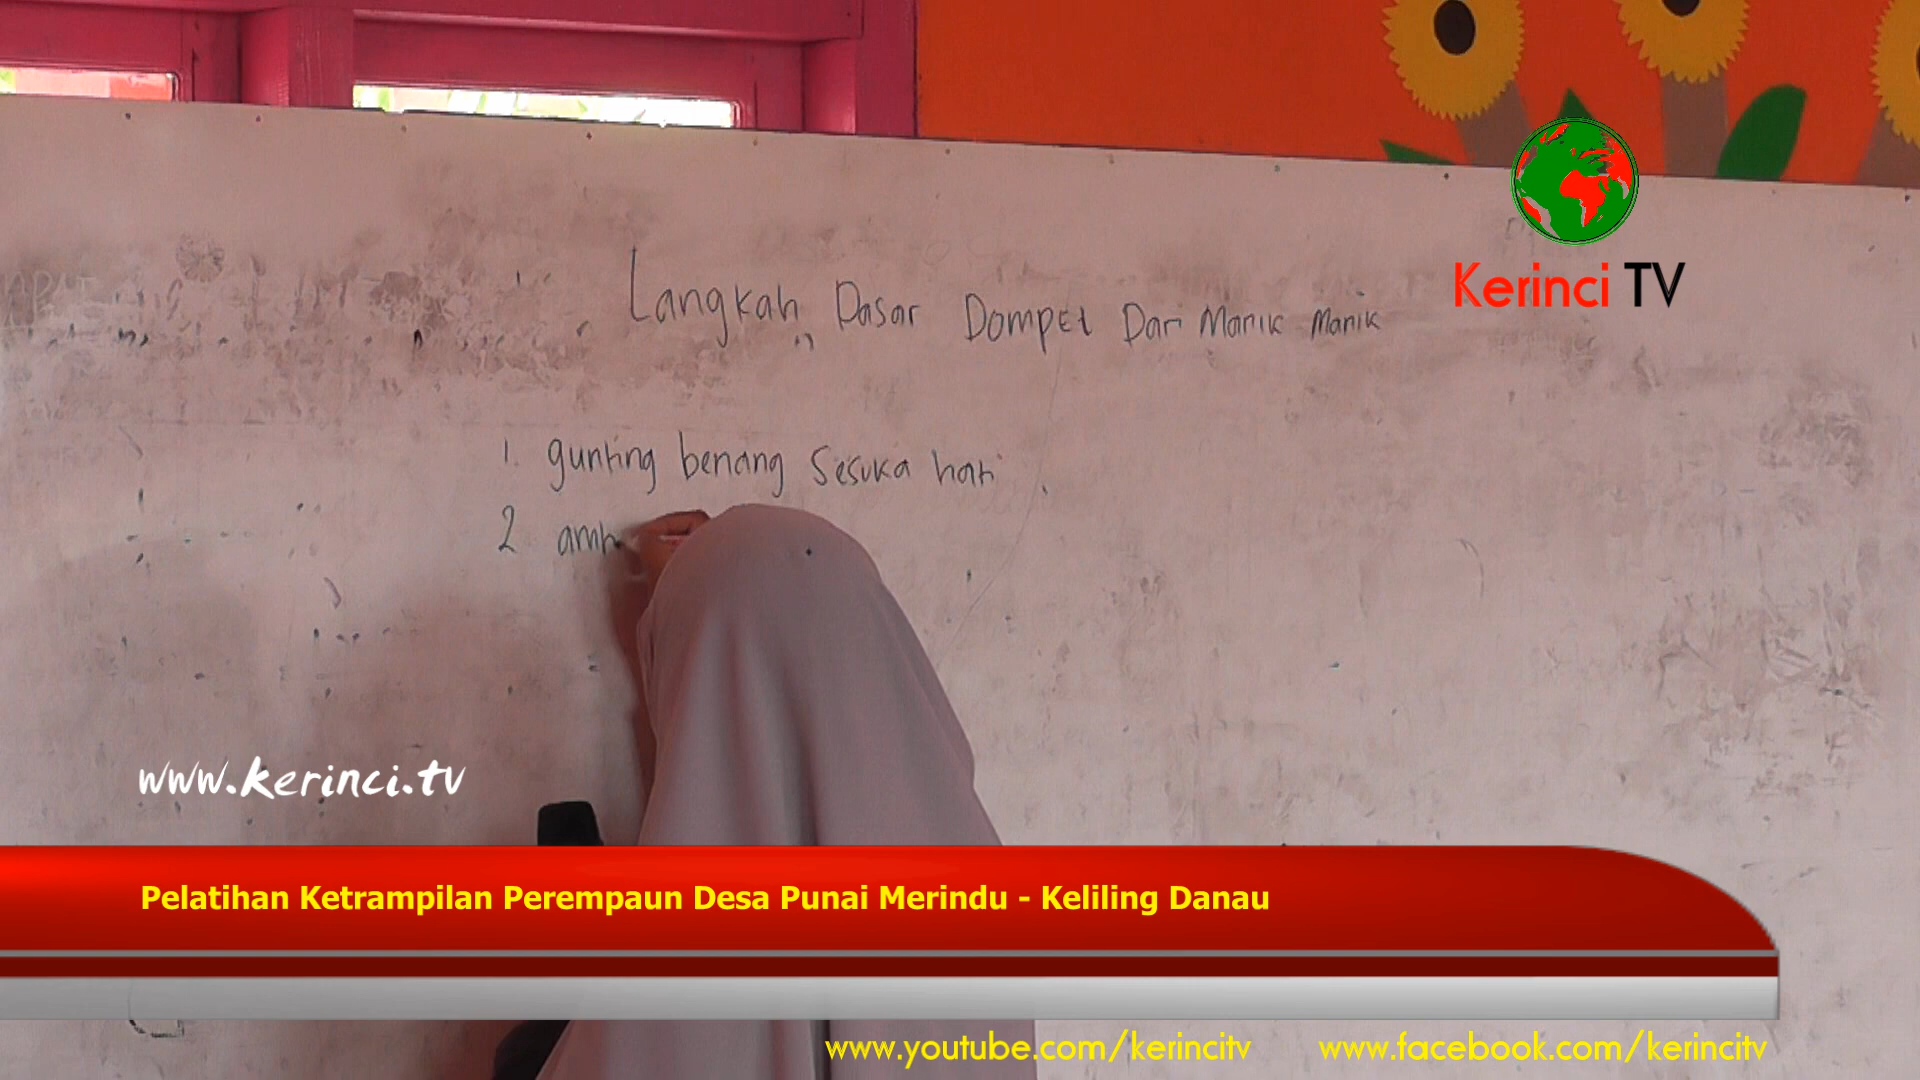 Kerinci TV
Langkah Dasar Dompet Dari Manik Manik
1. gunting benang sesuka hati
2
www.kerinci.tv
Pelatihan Ketrampilan Perempaun Desa Punai Merindu - Keliling Danau
www.youtube.com/kerincitv www.facebook.com/kerincitv